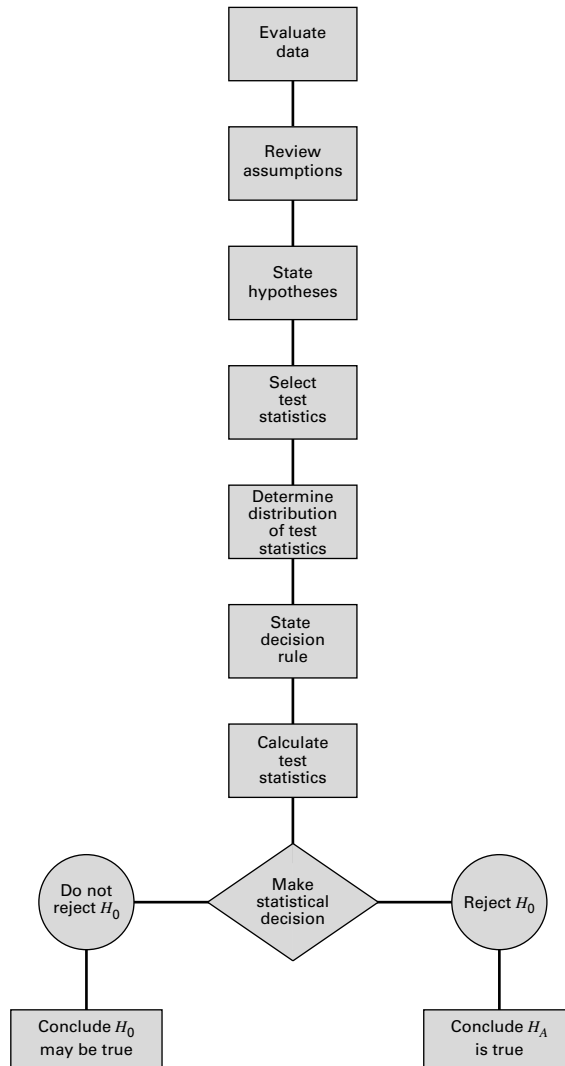 Evaluate
data
Review
assumptions
State
hypotheses
Select
test
statistics
Determine
distribution
of test
statistics
State
decision
rule
Calculate
test
statistics
Make
statistical
decision
Do not
reject H₀
Reject H₀
Conclude H₀
may be true
Conclude H_A
is true